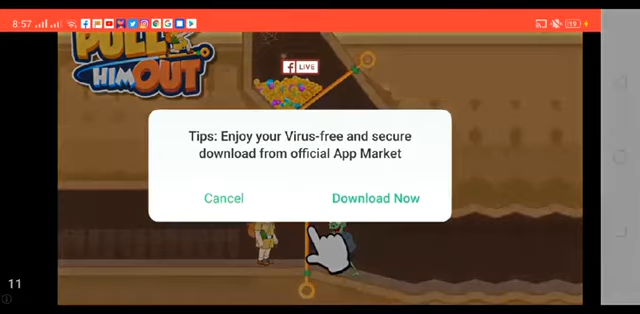 8:57
19
PULL
HIM OUT
f LIVE
Tips: Enjoy your Virus-free and secure
download from official App Market
Cancel
Download Now
11